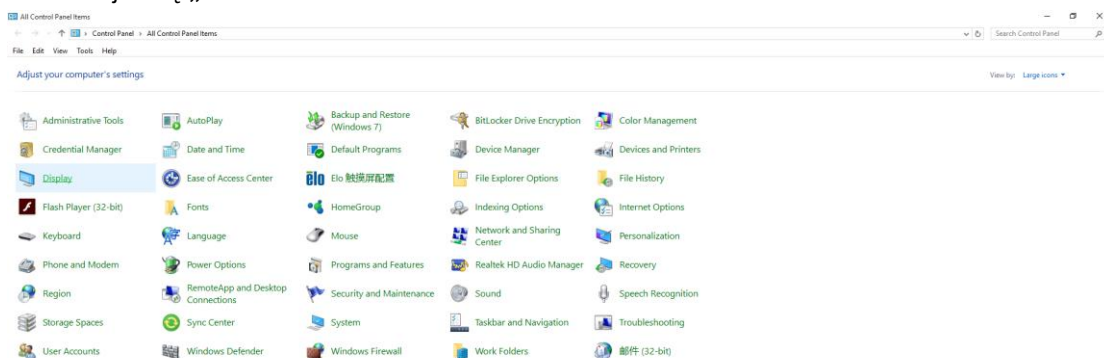 All Control Panel Items
Control Panel > All Control Panel Items
Search Control Panel
File Edit View Tools Help
Adjust your computer's settings
View by: Large icons
Administrative Tools
AutoPlay
Backup and Restore
(Windows 7)
BitLocker Drive Encryption
Color Management
Credential Manager
Date and Time
Default Programs
Device Manager
Devices and Printers
Display
Ease of Access Center
elo Elo 触摸屏配置
File Explorer Options
File History
Flash Player (32-bit)
Fonts
HomeGroup
Indexing Options
Internet Options
Keyboard
Language
Mouse
Network and Sharing
Center
Personalization
Phone and Modem
Power Options
Programs and Features
Realtek HD Audio Manager
Recovery
Region
RemoteApp and Desktop
Connections
Security and Maintenance
Sound
Speech Recognition
Storage Spaces
Sync Center
System
Taskbar and Navigation
Troubleshooting
User Accounts
Windows Defender
Windows Firewall
Work Folders
邮件 (32-bit)